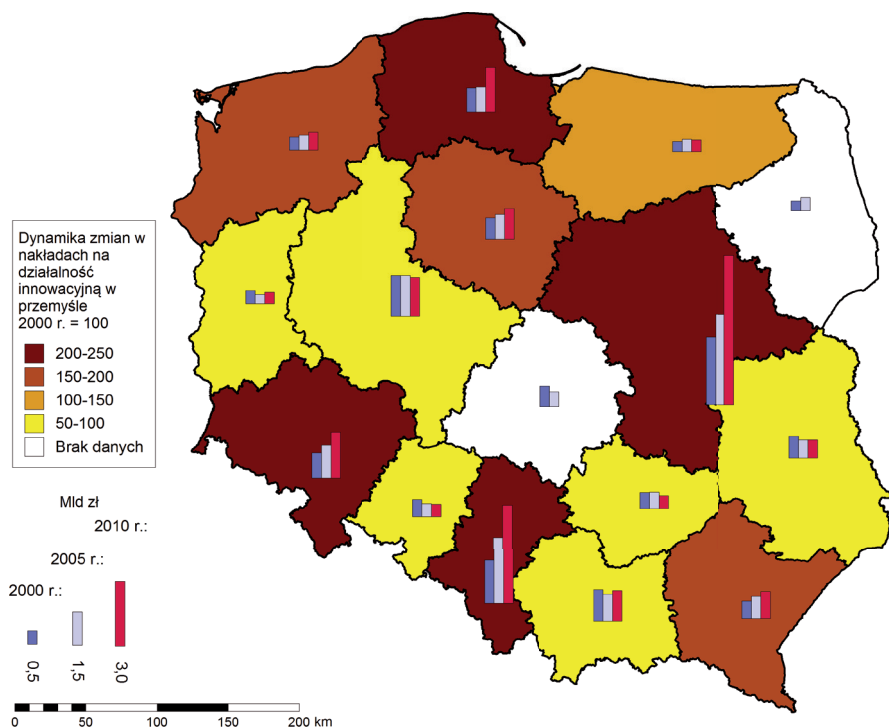 Dynamika zmian w
nakładach na
działalność
innowacyjną w
przemyśle
2000 r. = 100
200-250
150-200
100-150
50-100
Brak danych
Mld zł
2010 r.:
2005 r.:
2000 r.:
0,5
1,5
3,0
0 50 100 150 200 km